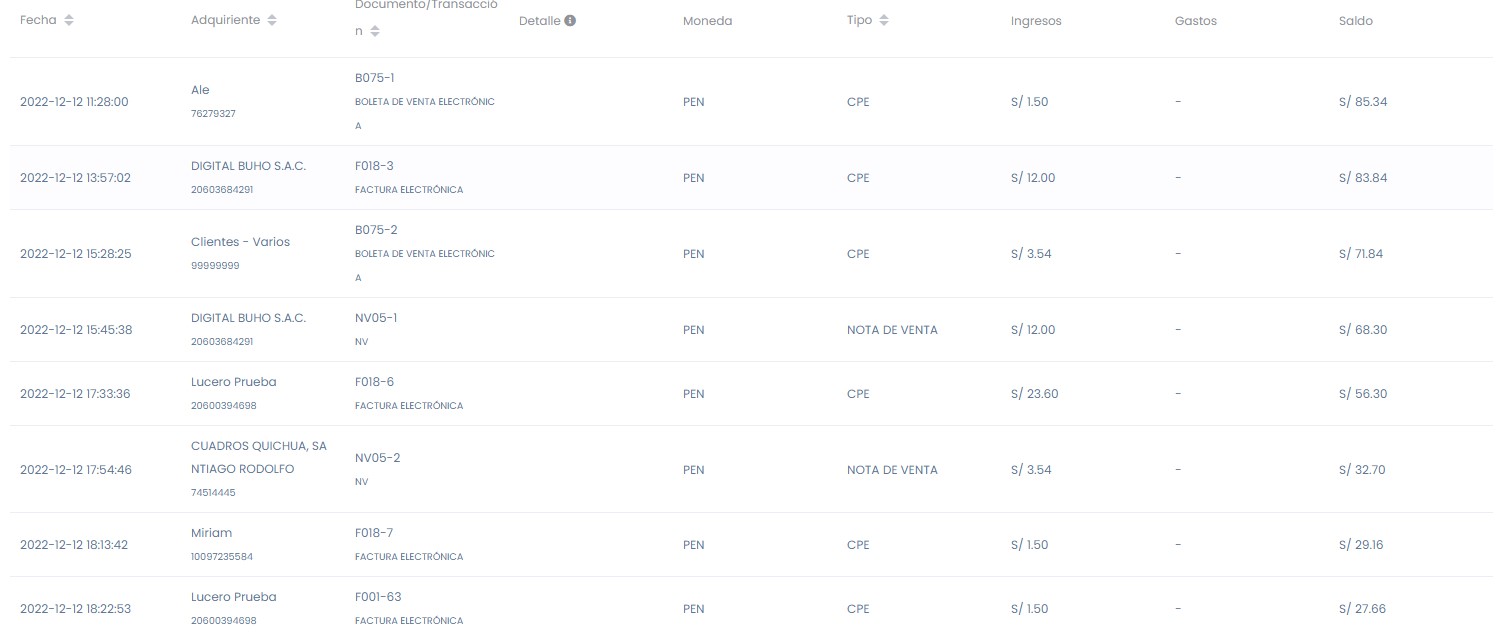 Documento/Transacció
Fecha Adquiriente n Detalle Moneda Tipo Ingresos Gastos Saldo
B075-1
Ale
2022-12-12 11:28:00 BOLETA DE VENTA ELECTRÓNIC PEN CPE S/ 1.50 - S/ 85.34
76279327
A
DIGITAL BUHO S.A.C. F018-3
2022-12-12 13:57:02 PEN CPE S/ 12.00 - S/ 83.84
20603684291 FACTURA ELECTRÓNICA
B075-2
Clientes - Varios
2022-12-12 15:28:25 BOLETA DE VENTA ELECTRÓNIC PEN CPE S/ 3.54 - S/ 71.84
99999999
A
DIGITAL BUHO S.A.C. NV05-1
2022-12-12 15:45:38 PEN NOTA DE VENTA S/ 12.00 - S/ 68.30
20603684291 NV
Lucero Prueba F018-6
2022-12-12 17:33:36 PEN CPE S/ 23.60 - S/ 56.30
20600394698 FACTURA ELECTRÓNICA
CUADROS QUICHUA, SA
NV05-2
2022-12-12 17:54:46 NTIAGO RODOLFO PEN NOTA DE VENTA S/ 3.54 - S/ 32.70
NV
74514445
Miriam F018-7
2022-12-12 18:13:42 PEN CPE S/ 1.50 - S/ 29.16
10097235584 FACTURA ELECTRÓNICA
Lucero Prueba F001-63
2022-12-12 18:22:53 PEN CPE S/ 1.50 - S/ 27.66
20600394698 FACTURA ELECTRÓNICA